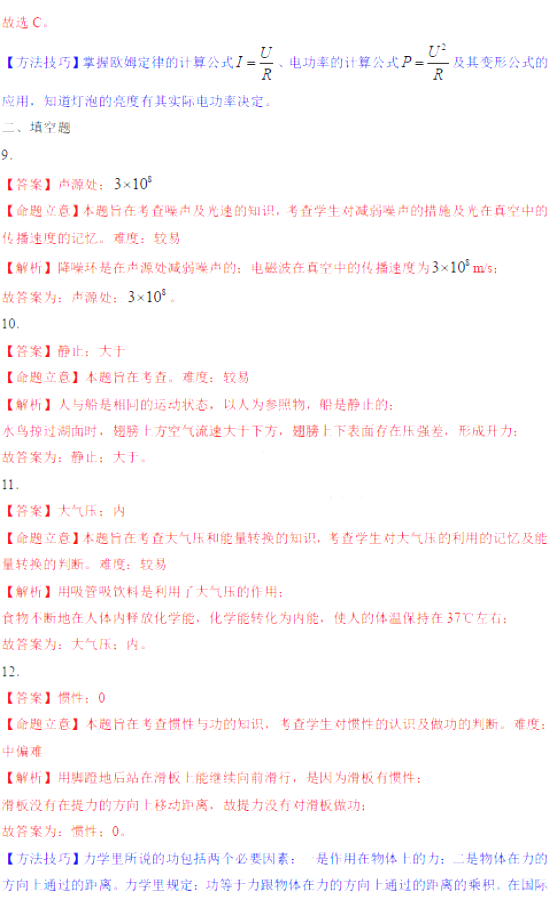 故选 C。
【方法技巧】掌握欧姆定律的计算公式 I=U/R 、电功率的计算公式 P=U²/R 及其变形公式的
应用，知道灯泡的亮度有其实际电功率决定。
二、填空题
9.
【答案】声源处；3×10⁸
【命题立意】本题旨在考查噪声及光速的知识，考查学生对减弱噪声的措施及光在真空中的
传播速度的记忆。难度：较易
【解析】降噪环是在声源处减弱噪声的；电磁波在真空中的传播速度为3×10⁸ m/s；
故答案为：声源处；3×10⁸ 。
10.
【答案】静止；大于
【命题立意】本题旨在考查。难度：较易
【解析】人与船是相同的运动状态，以人为参照物，船是静止的；
水鸟掠过湖面时，翅膀上方空气流速大于下方，翅膀上下表面存在压强差，形成升力；
故答案为：静止；大于。
11.
【答案】大气压；内
【命题立意】本题旨在考查大气压和能量转换的知识，考查学生对大气压的利用的记忆及能
量转换的判断。难度：较易
【解析】用吸管吸饮料是利用了大气压的作用；
食物不断地在人体内释放化学能，化学能转化为内能，使人的体温保持在 37℃左右；
故答案为：大气压；内。
12.
【答案】惯性；0
【命题立意】本题旨在考查惯性与功的知识，考查学生对惯性的认识及做功的判断。难度：
中偏难
【解析】用脚蹬地后站在滑板上能继续向前滑行，是因为滑板有惯性；
滑板没有在提力的方向上移动距离，故提力没有对滑板做功；
故答案为：惯性；0。
【方法技巧】力学里所说的功包括两个必要因素：一是作用在物体上的力；二是物体在力的
方向上通过的距离。力学里规定：功等于力跟物体在力的方向上通过的距离的乘积。在国际